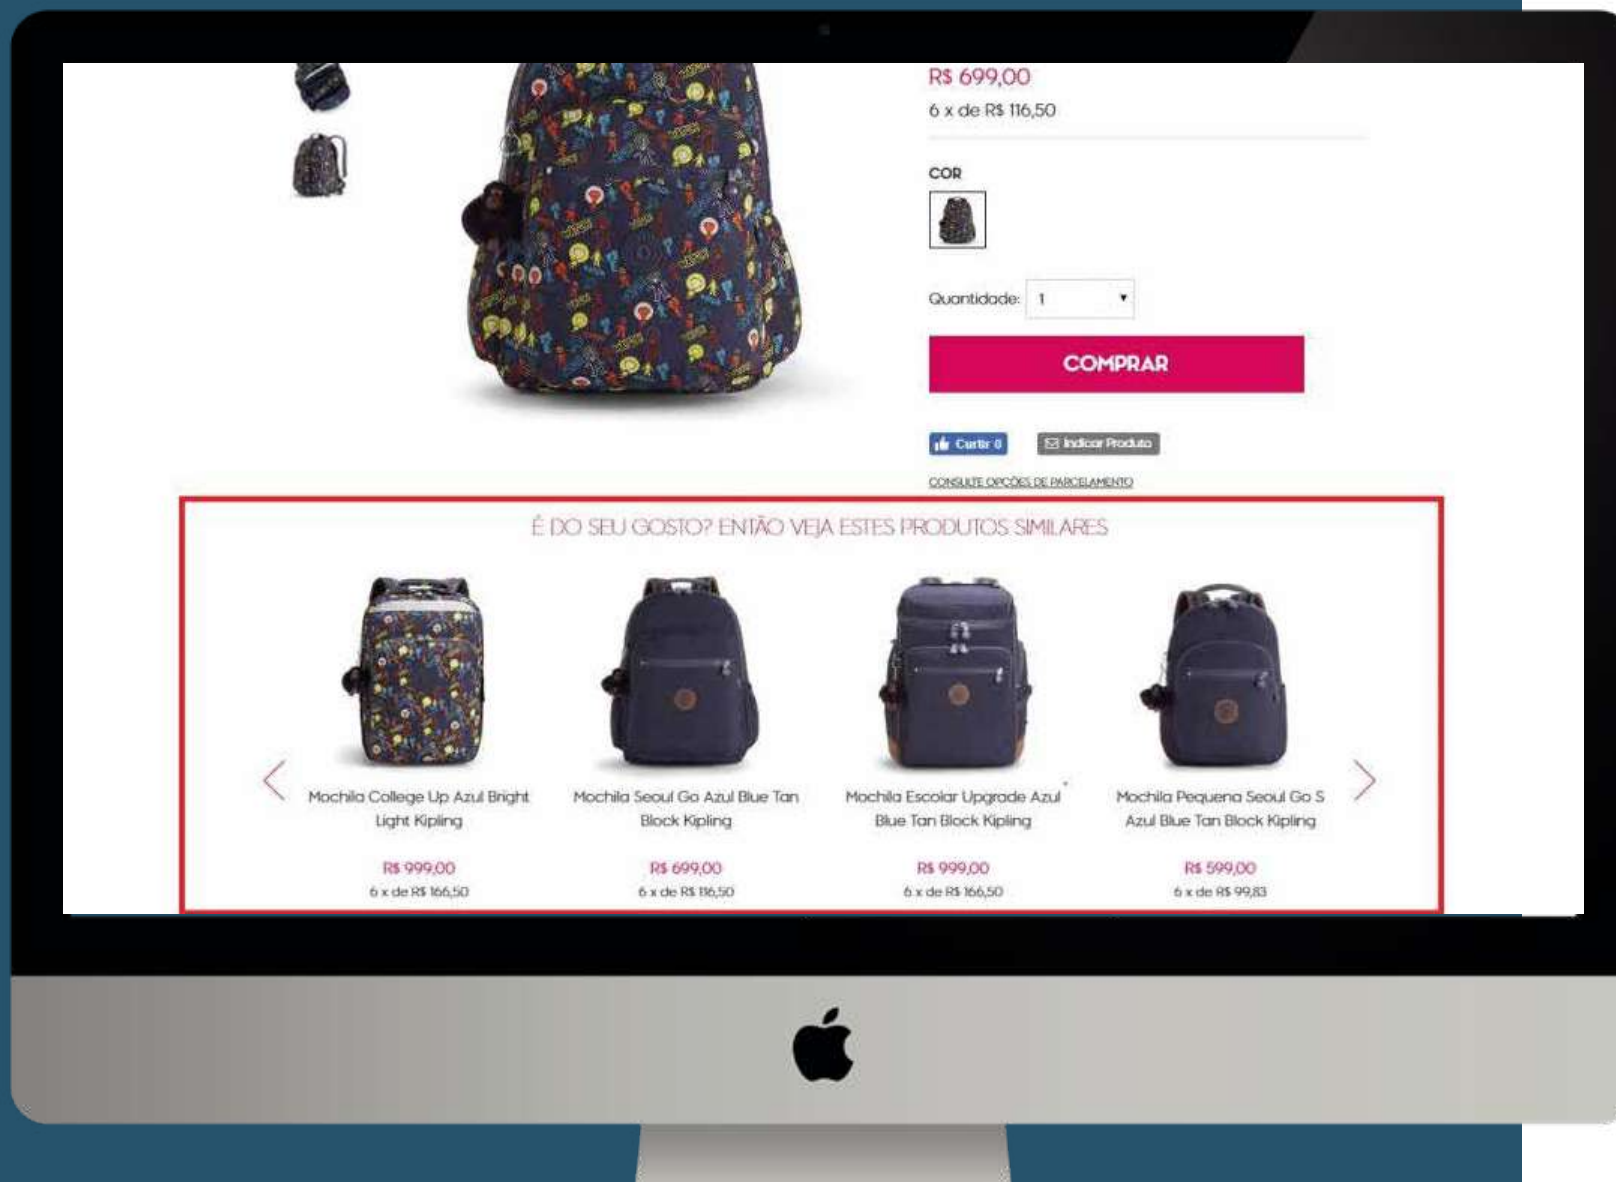 R$ 699,00
6 x de R$ 116,50
COR
Quantidade: 1
COMPRAR
Curtir 0
Indicar Produto
CONSULTE OPÇÕES DE PARCELAMENTO
É DO SEU GOSTO? ENTÃO VEJA ESTES PRODUTOS SIMILARES
Mochila College Up Azul Bright
Light Kipling
R$ 999,00
6 x de R$ 166,50
Mochila Seoul Go Azul Blue Tan
Block Kipling
R$ 699,00
6 x de R$ 116,50
Mochila Escolar Upgrade Azul
Blue Tan Block Kipling
R$ 999,00
6 x de R$ 166,50
Mochila Pequena Seoul Go S
Azul Blue Tan Block Kipling
R$ 599,00
6 x de R$ 99,83